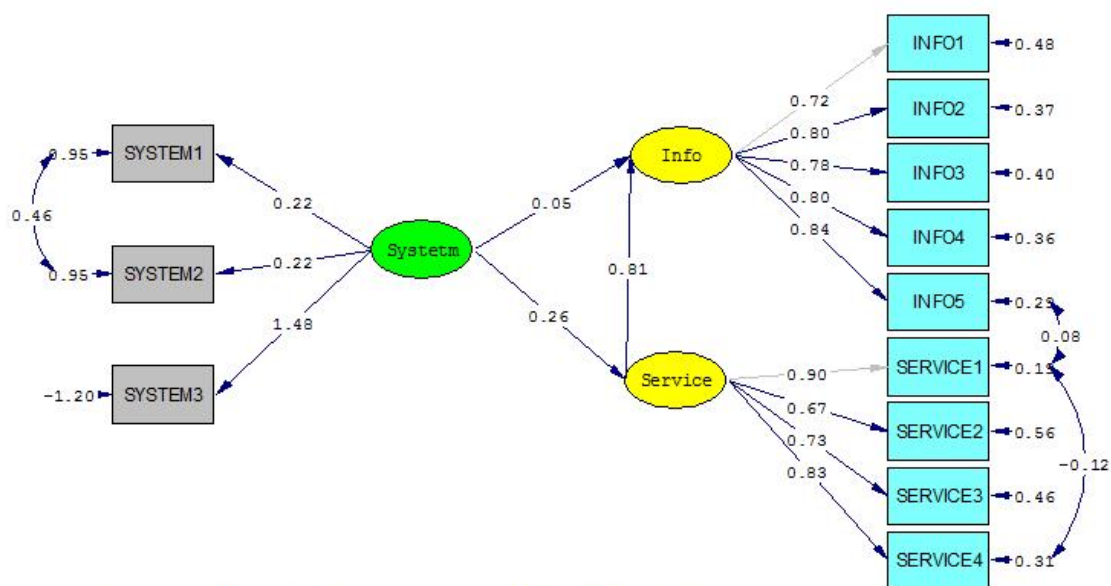 INFO1
0.48
0.72
INFO2
0.37
0.80
0.95
SYSTEM1
Info
0.78
INFO3
0.40
0.22
0.05
0.80
0.46
Systetm
0.84
INFO4
0.36
0.95
SYSTEM2
0.22
0.81
INFO5
0.29
0.26
1.48
0.08
Service
0.90
SERVICE1
0.19
-1.20
SYSTEM3
0.67
SERVICE2
0.56
0.73
-0.12
0.83
SERVICE3
0.46
SERVICE4
0.31